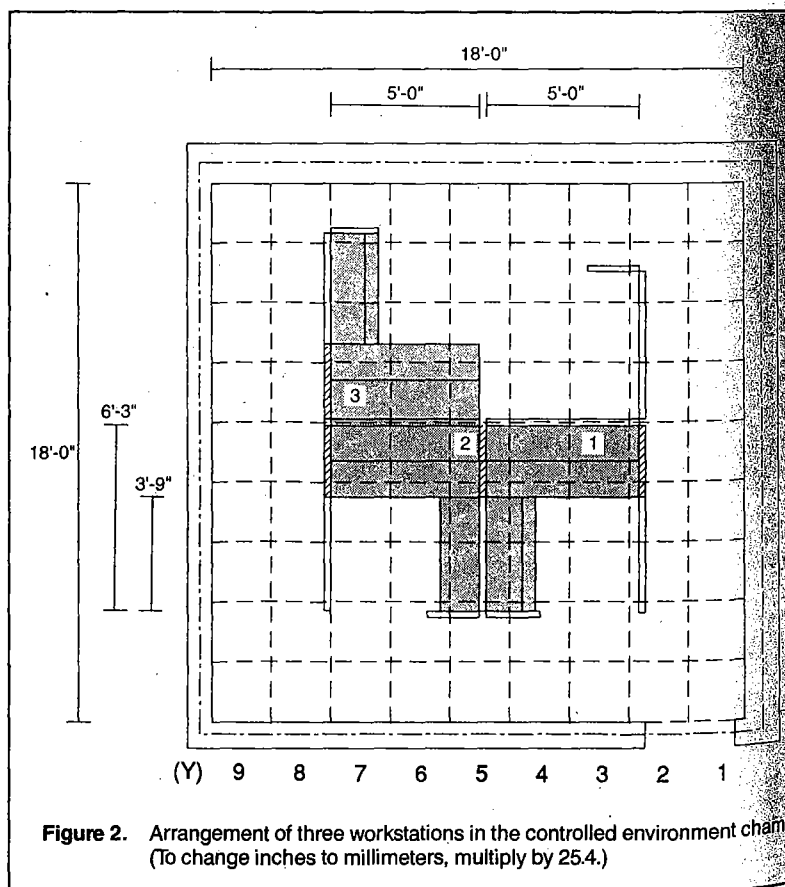 18'-0"
5'-0" 5'-0"
3
6'-3"
2 1
18'-0"
3'-9"
(Y) 9 8 7 6 5 4 3 2 1
Figure 2. Arrangement of three workstations in the controlled environment cham
(To change inches to millimeters, multiply by 25.4.)